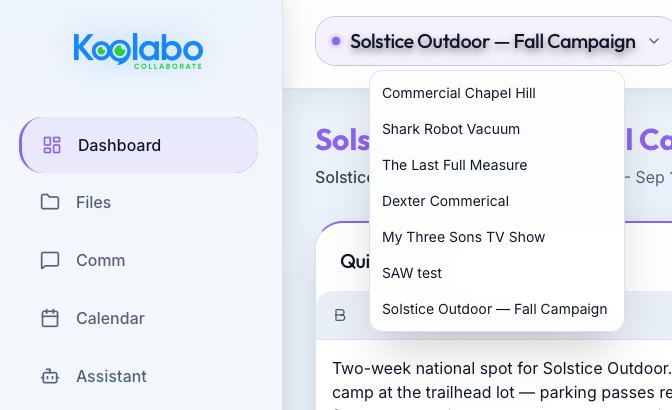 Koolabo
COLLABORATE
Solstice Outdoor — Fall Campaign
Dashboard
Files
Comm
Calendar
Assistant
Commercial Chapel Hill
Shark Robot Vacuum
The Last Full Measure
Dexter Commerical
My Three Sons TV Show
SAW test
Solstice Outdoor — Fall Campaign
- Sep
B
Two-week national spot for Solstice Outdoor.
camp at the trailhead lot — parking passes